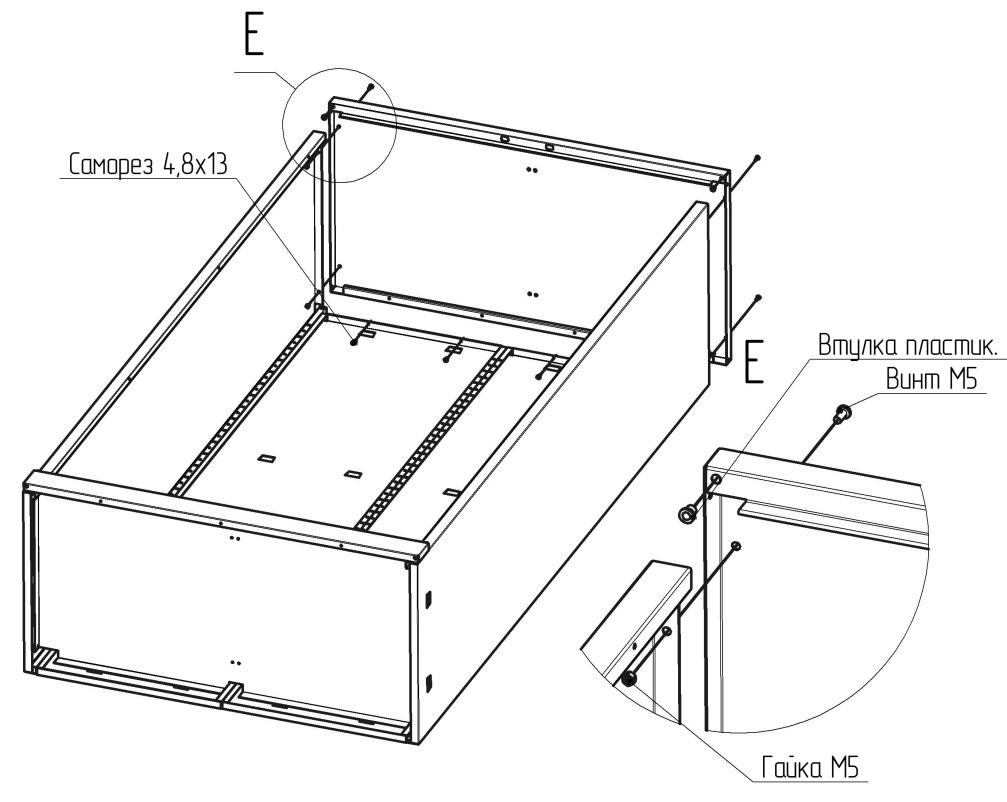 Е
Саморез 4,8х13
Е
Втулка пластик.
Винт М5
Гайка М5